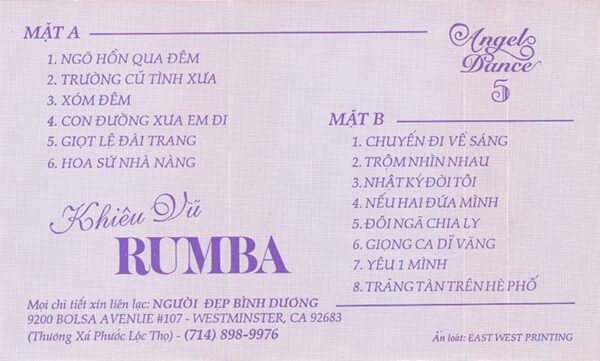 MẶT A
1. NGÕ HỒN QUA ĐÊM
2. TRƯỜNG CŨ TÌNH XƯA
3. XÓM ĐÊM
4. CON ĐƯỜNG XƯA EM ĐI
5. GIỌT LÊ ĐÀI TRANG
6. HOA SỨ NHÀ NÀNG
Angel
Dance
5
MẶT B
1. CHUYẾN ĐI VỀ SÁNG
2. TRỘM NHÌN NHAU
3. NHẬT KÝ ĐỜI TÔI
4. NẾU HAI ĐỨA MÌNH
5. ĐÔI NGÃ CHIA LY
6. GIỌNG CA DĨ VÃNG
7. YÊU 1 MÌNH
8. TRĂNG TÀN TRÊN HÈ PHỐ
Khiêu Vũ
RUMBA
Mọi chi tiết xin liên lạc: NGƯỜI ĐẸP BÌNH DƯƠNG
9200 BOLSA AVENUE #107 - WESTMINSTER, CA 92683
(Thương Xá Phước Lộc Thọ) - (714) 898-9976
Ấn loát: EAST WEST PRINTING